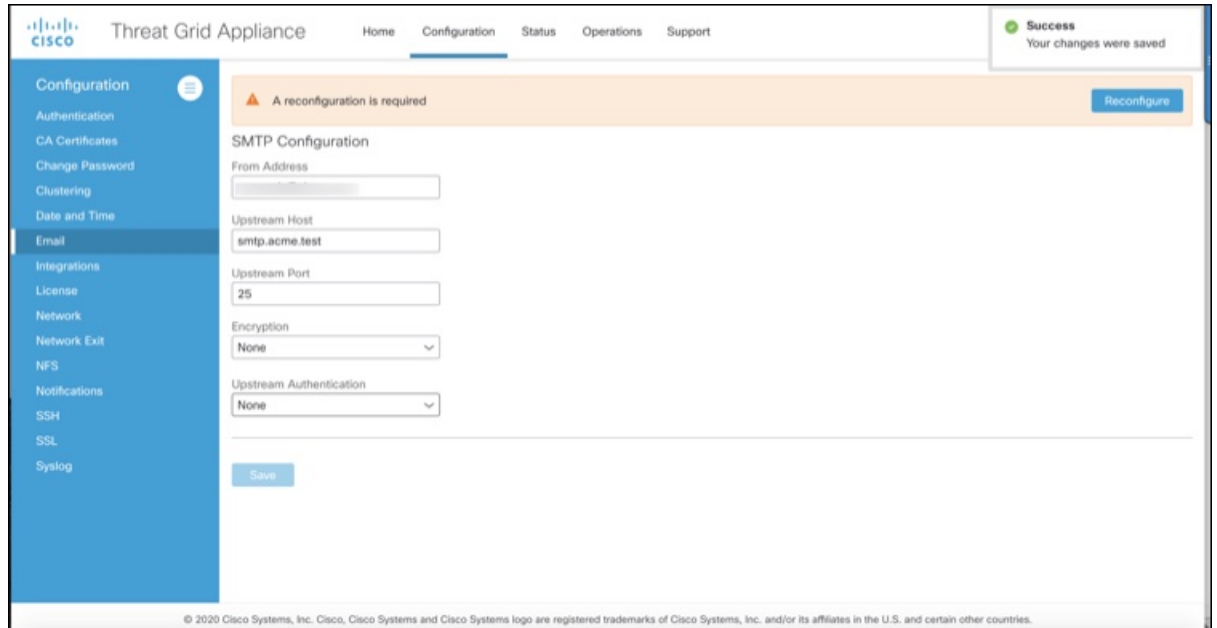 CISCO
Threat Grid Appliance
Home Configuration Status Operations Support
Success
Your changes were saved
Configuration
Authentication
CA Certificates
Change Password
Clustering
Date and Time
Email
Integrations
License
Network
Network Exit
NFS
Notifications
SSH
SSL
Syslog
A reconfiguration is required
Reconfigure
SMTP Configuration
From Address
Upstream Host
smtp.acme.test
Upstream Port
25
Encryption
None
Upstream Authentication
None
Save
© 2020 Cisco Systems, Inc. Cisco, Cisco Systems and Cisco Systems logo are registered trademarks of Cisco Systems, Inc. and/or its affiliates in the U.S. and certain other countries.